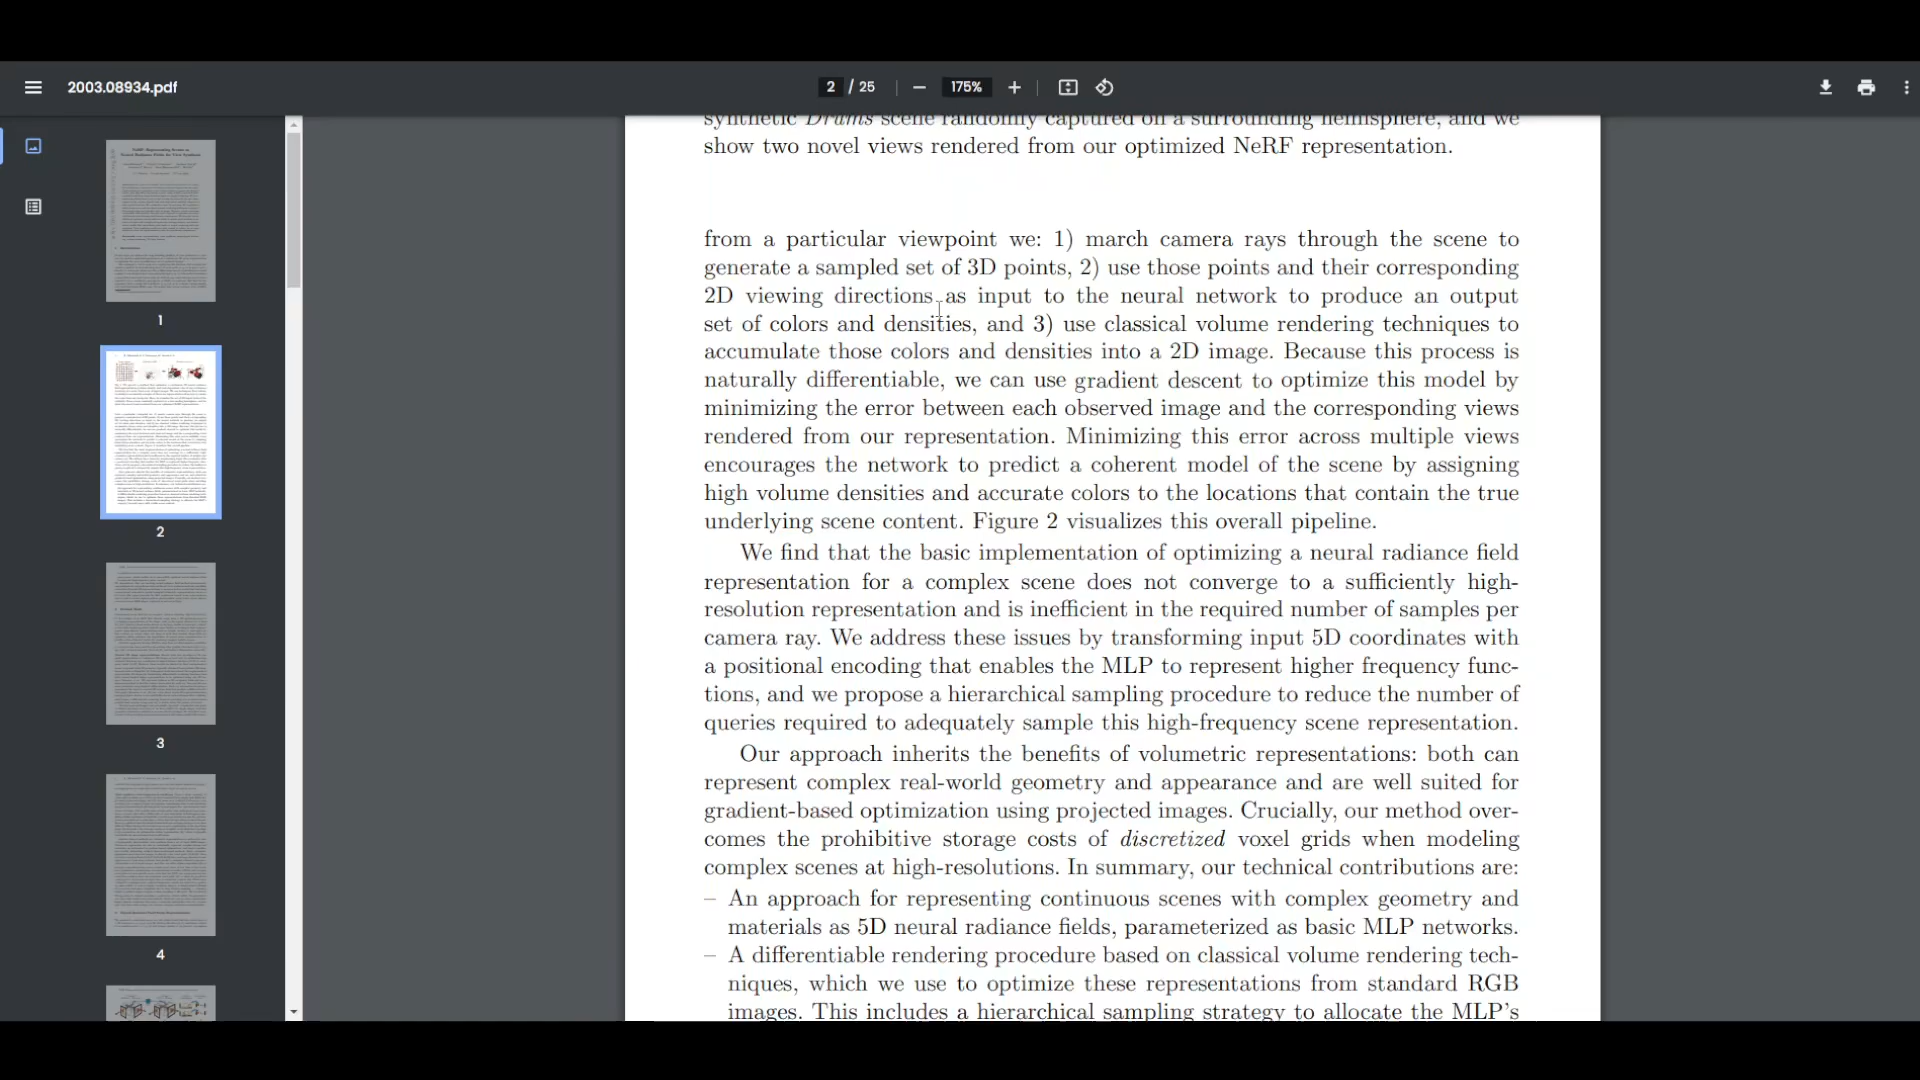 2003.08934.pdf
2 / 25
175%
1
2
3
4
synthetic Drums scene randomly captured on a surrounding hemisphere, and we
show two novel views rendered from our optimized NeRF representation.
from a particular viewpoint we: 1) march camera rays through the scene to
generate a sampled set of 3D points, 2) use those points and their corresponding
2D viewing directions as input to the neural network to produce an output
set of colors and densities, and 3) use classical volume rendering techniques to
accumulate those colors and densities into a 2D image. Because this process is
naturally differentiable, we can use gradient descent to optimize this model by
minimizing the error between each observed image and the corresponding views
rendered from our representation. Minimizing this error across multiple views
encourages the network to predict a coherent model of the scene by assigning
high volume densities and accurate colors to the locations that contain the true
underlying scene content. Figure 2 visualizes this overall pipeline.
We find that the basic implementation of optimizing a neural radiance field
representation for a complex scene does not converge to a sufficiently high-
resolution representation and is inefficient in the required number of samples per
camera ray. We address these issues by transforming input 5D coordinates with
a positional encoding that enables the MLP to represent higher frequency func-
tions, and we propose a hierarchical sampling procedure to reduce the number of
queries required to adequately sample this high-frequency scene representation.
Our approach inherits the benefits of volumetric representations: both can
represent complex real-world geometry and appearance and are well suited for
gradient-based optimization using projected images. Crucially, our method over-
comes the prohibitive storage costs of discretized voxel grids when modeling
complex scenes at high-resolutions. In summary, our technical contributions are:
– An approach for representing continuous scenes with complex geometry and
materials as 5D neural radiance fields, parameterized as basic MLP networks.
– A differentiable rendering procedure based on classical volume rendering tech-
niques, which we use to optimize these representations from standard RGB
images. This includes a hierarchical sampling strategy to allocate the MLP's